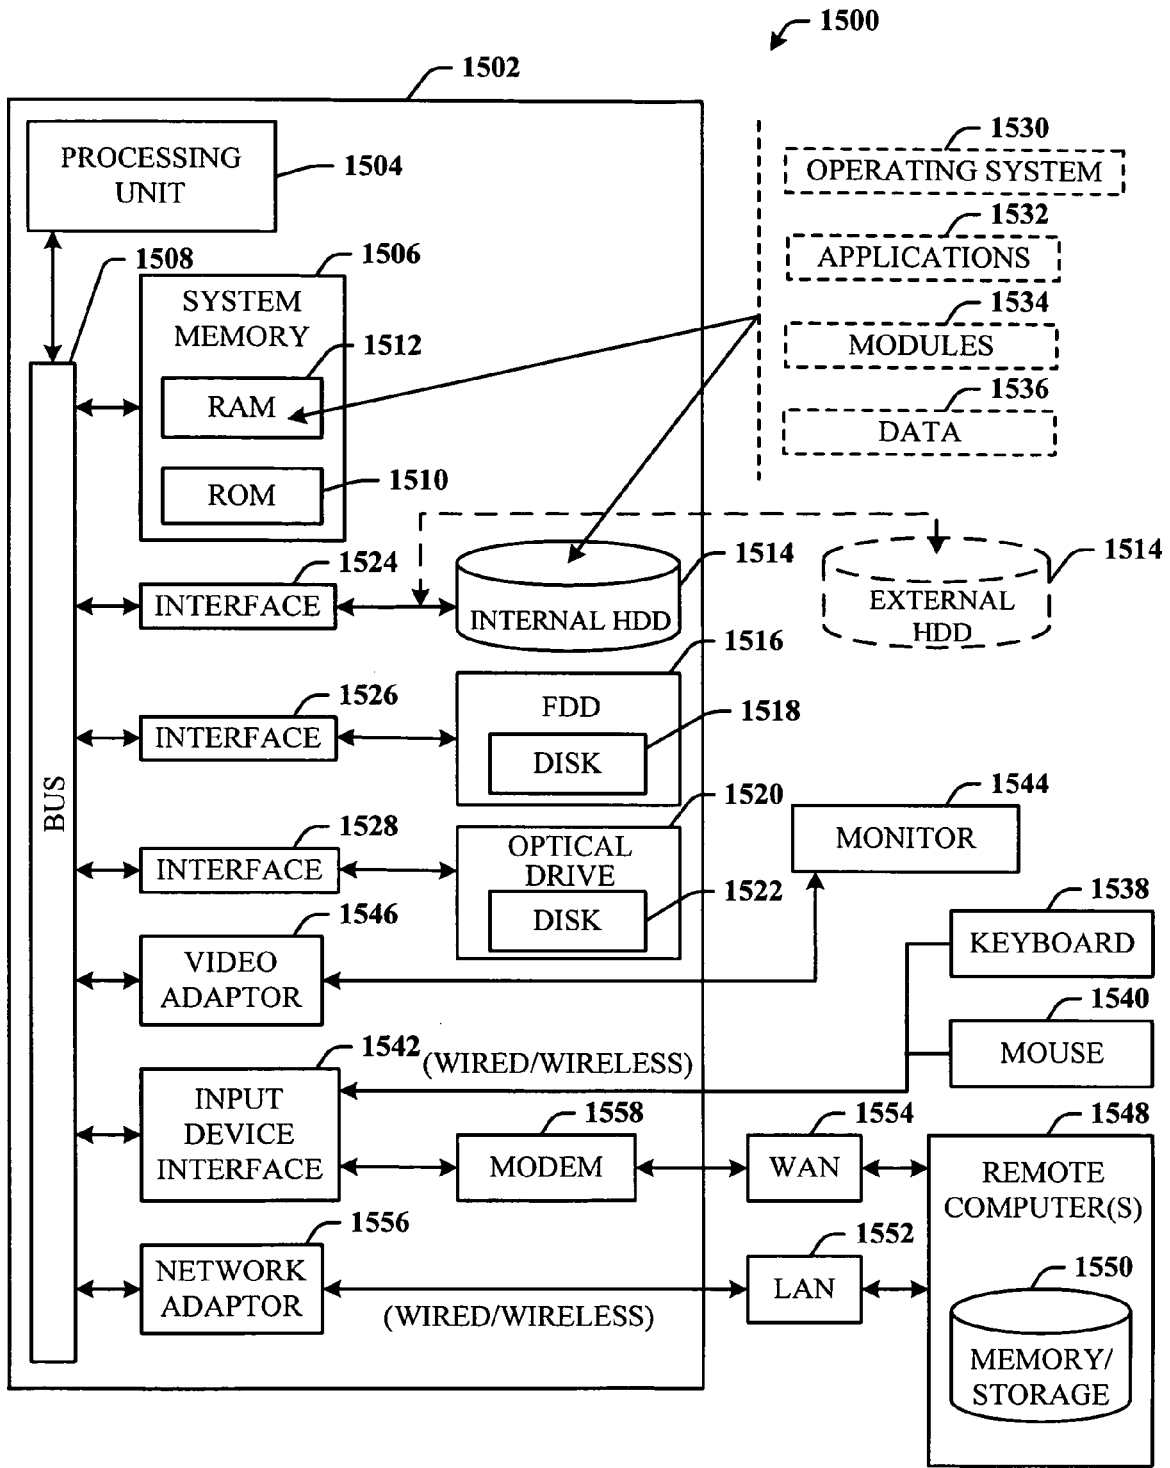 1500
1502
PROCESSING
UNIT
1504
1530
OPERATING SYSTEM
1532
APPLICATIONS
1534
MODULES
1536
DATA
1508
1506
SYSTEM
MEMORY
1512
RAM
1510
ROM
BUS
1524
INTERFACE
1514
INTERNAL HDD
1514
EXTERNAL
HDD
1526
INTERFACE
1516
FDD
1518
DISK
1528
INTERFACE
1520
OPTICAL
DRIVE
1522
DISK
1544
MONITOR
1546
VIDEO
ADAPTOR
1538
KEYBOARD
1540
MOUSE
1542
INPUT
DEVICE
INTERFACE
(WIRED/WIRELESS)
1558
MODEM
1554
WAN
1548
REMOTE
COMPUTER(S)
1556
NETWORK
ADAPTOR
(WIRED/WIRELESS)
1552
LAN
1550
MEMORY/
STORAGE